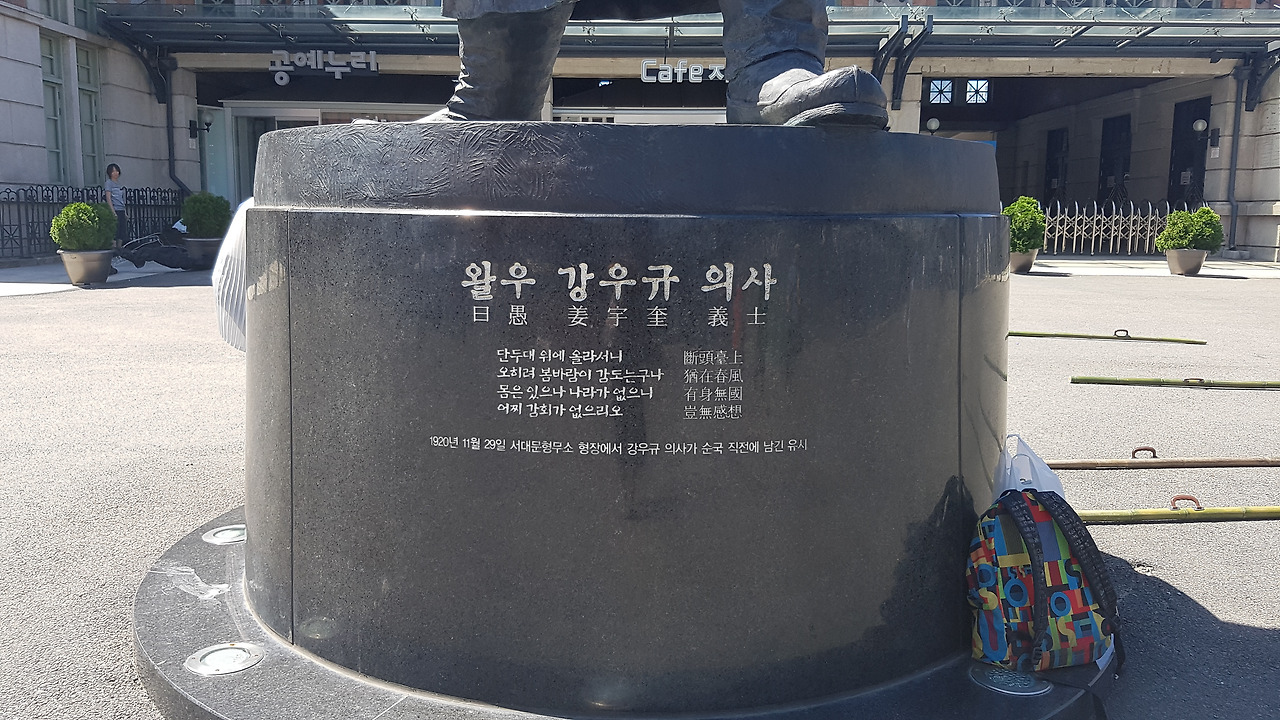 공예누리
Cafe
왈우 강우규 의사
曰愚 姜宇奎 義士
단두대 위에 올라서니 斷頭臺上
오히려 봄바람이 감도는구나 猶在春風
몸은 있으나 나라가 없으니 有身無國
어찌 감회가 없으리오 豈無感想
1920년 11월 29일 서대문형무소 형장에서 강우규 의사가 순국 직전에 남긴 유시